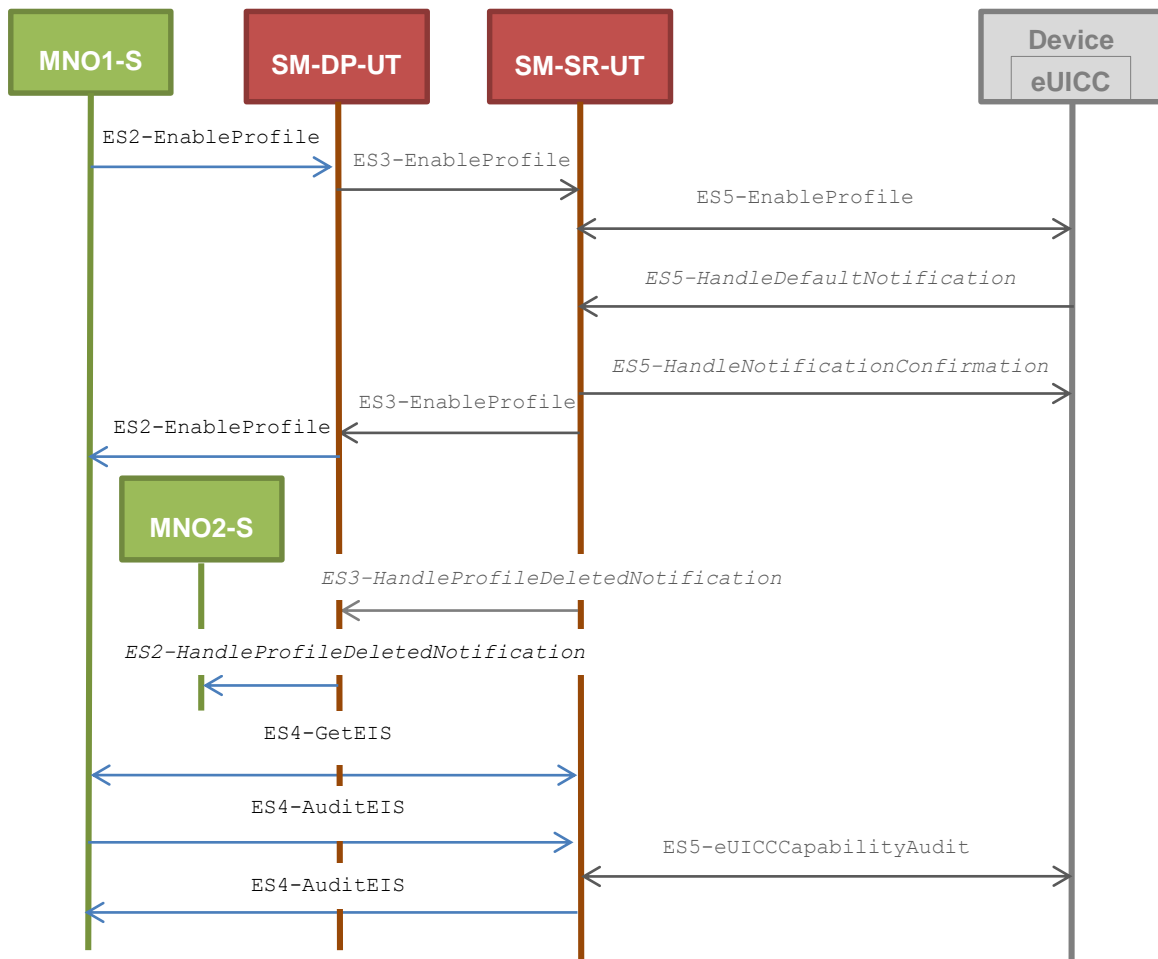 MNO1-S
SM-DP-UT
SM-SR-UT
Device
eUICC
ES2-EnableProfile
ES3-EnableProfile
ES5-EnableProfile
ES5-HandleDefaultNotification
ES5-HandleNotificationConfirmation
ES3-EnableProfile
ES2-EnableProfile
MNO2-S
ES3-HandleProfileDeletedNotification
ES2-HandleProfileDeletedNotification
ES4-GetEIS
ES4-AuditEIS
ES5-eUICCCapabilityAudit
ES4-AuditEIS